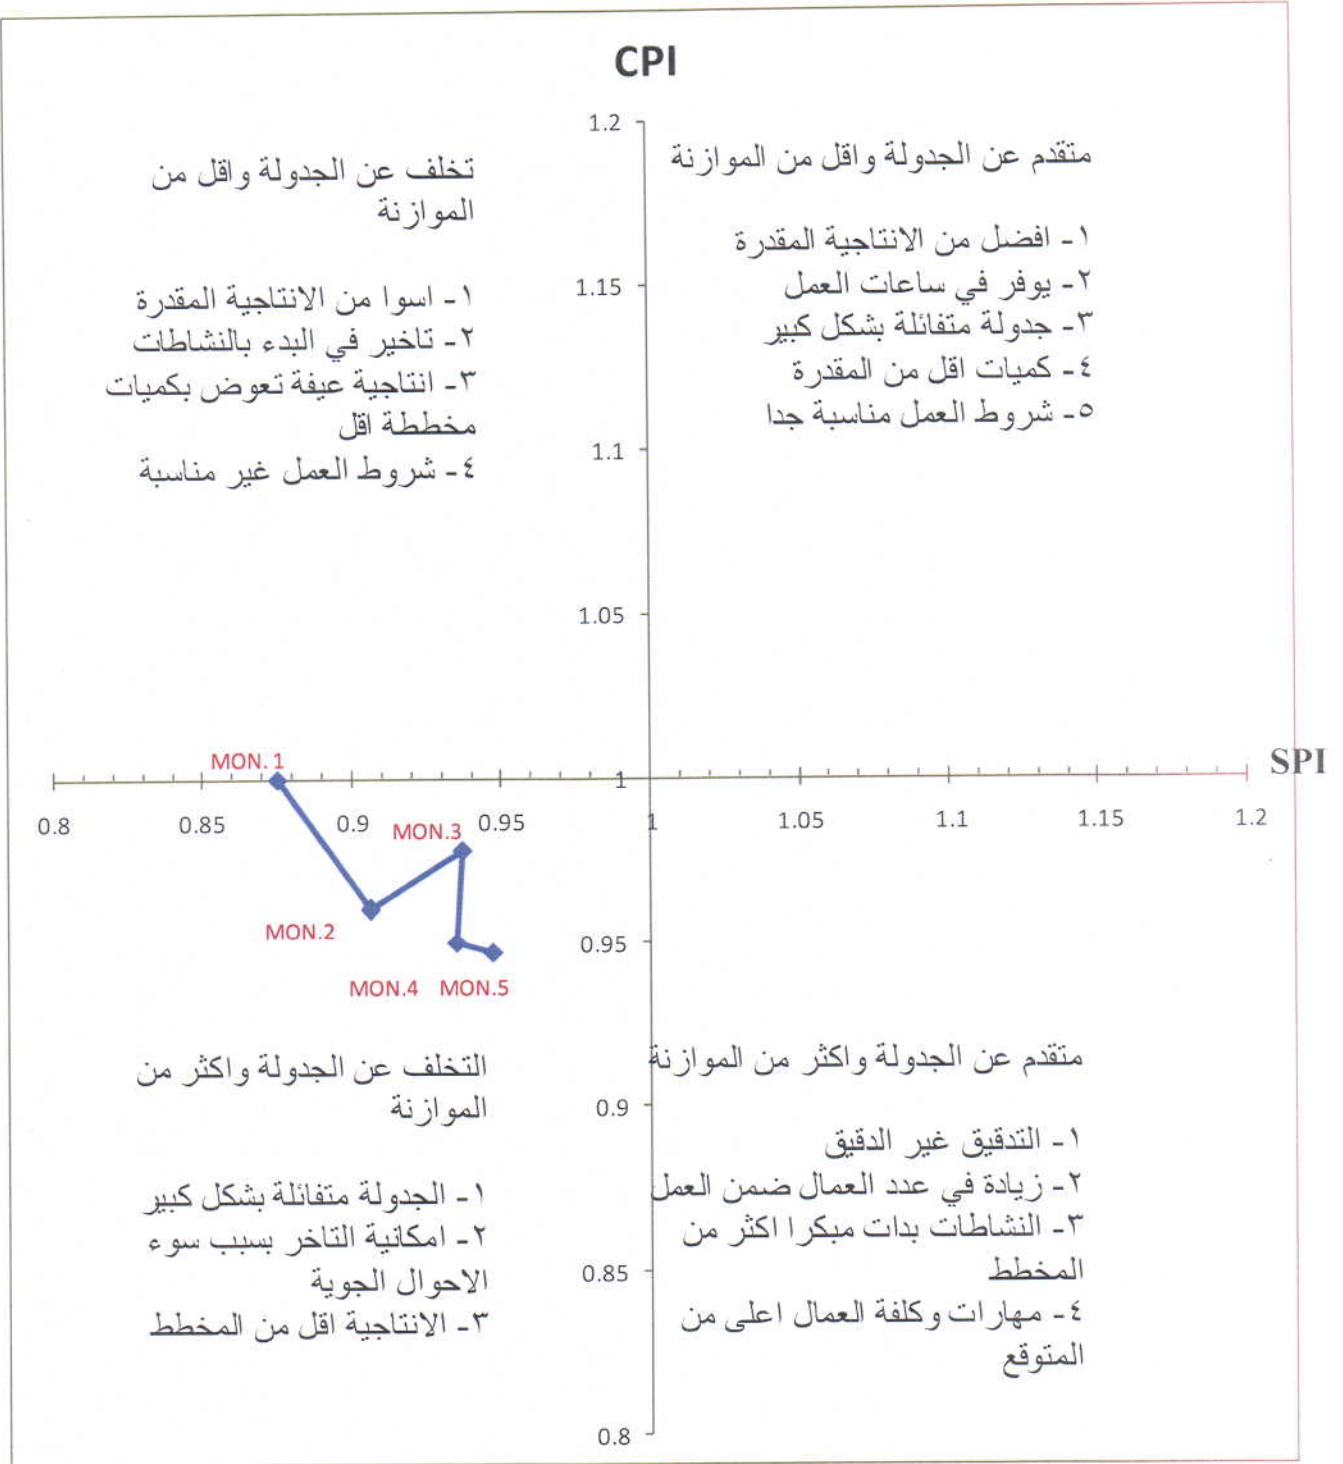 CPI
تخلف عن الجدولة واقل من
الموازنة
١- اسوا من الانتاجية المقدرة
٢- تاخير في البدء بالنشاطات
٣- انتاجية عيفة تعوض بكميات
مخططة اقل
٤- شروط العمل غير مناسبة
متقدم عن الجدولة واقل من الموازنة
١- افضل من الانتاجية المقدرة
٢- يوفر في ساعات العمل
٣- جدولة متفائلة بشكل كبير
٤- كميات اقل من المقدرة
٥- شروط العمل مناسبة جدا
1.2
1.15
1.1
1.05
1
0.95
0.9
0.85
0.8
SPI
0.8
0.85
0.9
0.95
1
1.05
1.1
1.15
1.2
MON. 1
MON.2
MON.3
MON.4
MON.5
التخلف عن الجدولة واكثر من
الموازنة
١- الجدولة متفائلة بشكل كبير
٢- امكانية التاخر بسبب سوء
الاحوال الجوية
٣- الانتاجية اقل من المخطط
متقدم عن الجدولة واكثر من الموازنة
١- التدقيق غير الدقيق
٢- زيادة في عدد العمال ضمن العمل
٣- النشاطات بدات مبكرا اكثر من
المخطط
٤- مهارات وكلفة العمال اعلى من
المتوقع